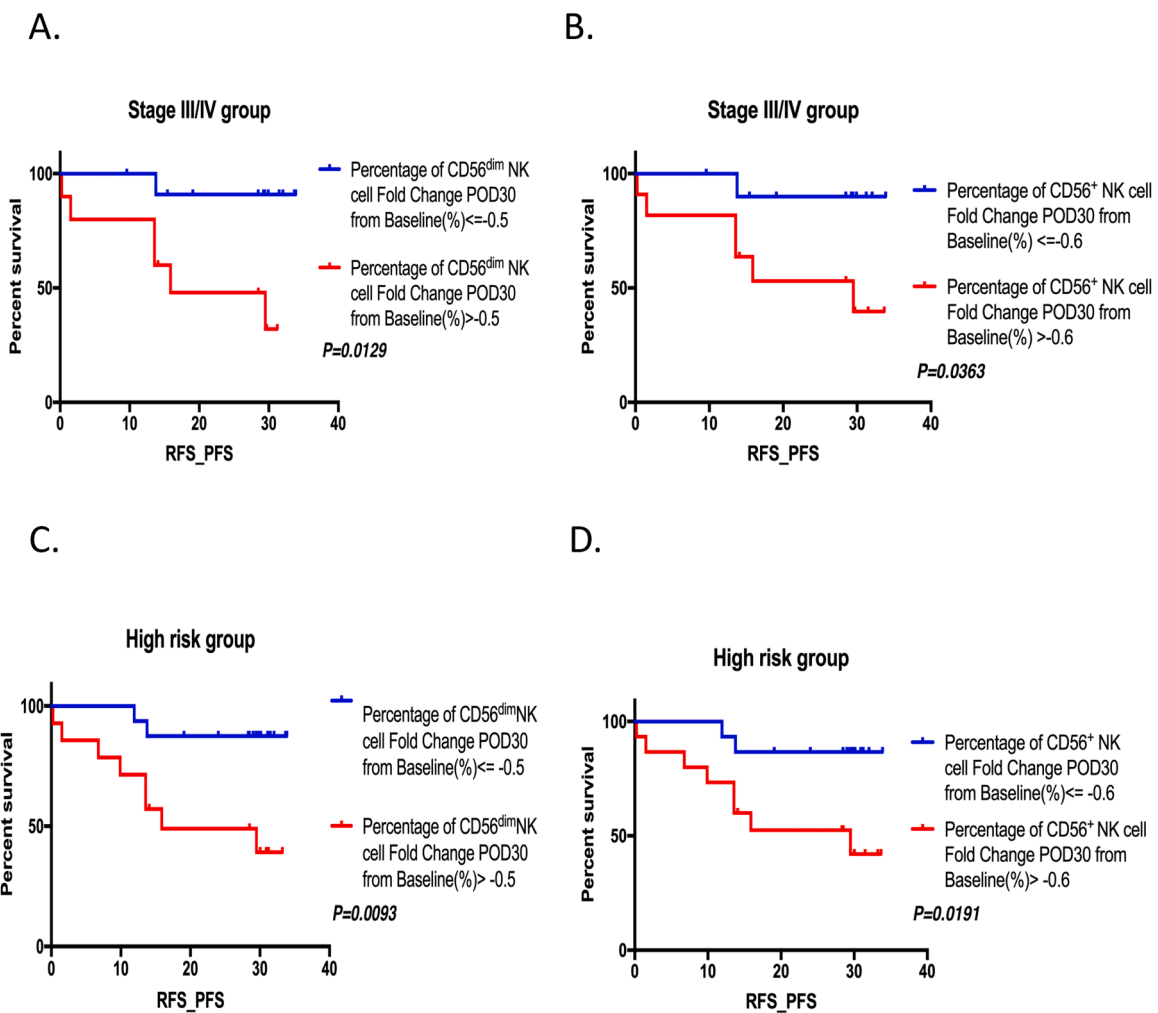 A.
Stage III/IV group
100
50
0
Percent survival
0 10 20 30 40
RFS_PFS
Percentage of CD56dim NK
cell Fold Change POD30
from Baseline(%)<=-0.5
Percentage of CD56dim NK
cell Fold Change POD30
from Baseline(%)>-0.5
P=0.0129
B.
Stage III/IV group
100
50
0
Percent survival
0 10 20 30 40
RFS_PFS
Percentage of CD56+ NK cell
Fold Change POD30 from
Baseline(%) <=-0.6
Percentage of CD56+ NK cell
Fold Change POD30 from
Baseline(%) >-0.6
P=0.0363
C.
High risk group
100
50
0
Percent survival
0 10 20 30 40
RFS_PFS
Percentage of CD56dimNK
cell Fold Change POD30
from Baseline(%)<= -0.5
Percentage of CD56dimNK
cell Fold Change POD30
from Baseline(%)> -0.5
P=0.0093
D.
High risk group
100
50
0
Percent survival
0 10 20 30 40
RFS_PFS
Percentage of CD56+ NK
cell Fold Change POD30
from Baseline(%)<= -0.6
Percentage of CD56+ NK cell
Fold Change POD30 from
Baseline(%)> -0.6
P=0.0191